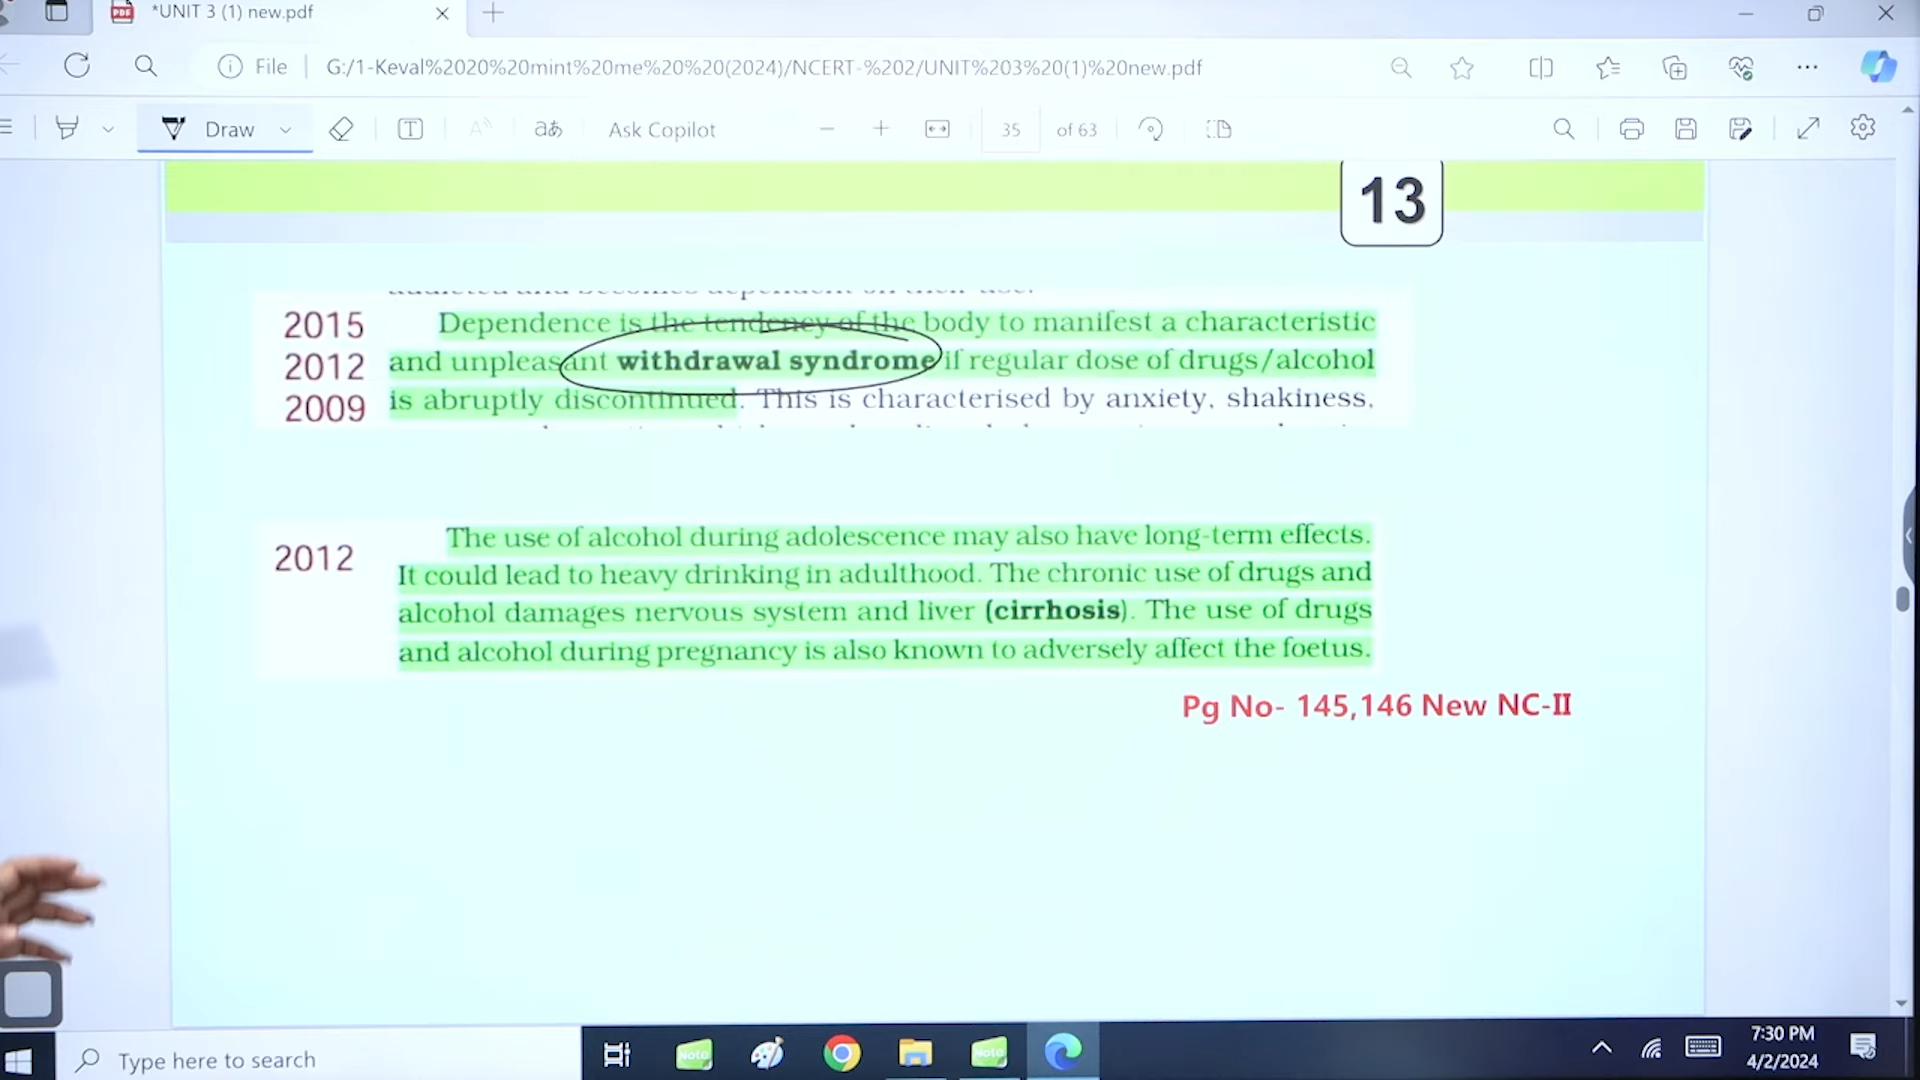 *UNIT 3 (1) new.pdf
File
G:/1-Keval%2020%20mint%20me%20%20(2024)/NCERT-%202/UNIT%203%20(1)%20new.pdf
Draw
aあ
Ask Copilot
35
of 63
13
2015
2012
2009
Dependence is the tendency of the body to manifest a characteristic
and unpleasant withdrawal syndrome if regular dose of drugs/alcohol
is abruptly discontinued. This is characterised by anxiety, shakiness,
2012
The use of alcohol during adolescence may also have long-term effects.
It could lead to heavy drinking in adulthood. The chronic use of drugs and
alcohol damages nervous system and liver (cirrhosis). The use of drugs
and alcohol during pregnancy is also known to adversely affect the foetus.
Pg No- 145,146 New NC-II
Type here to search
Note
Note
7:30 PM
4/2/2024